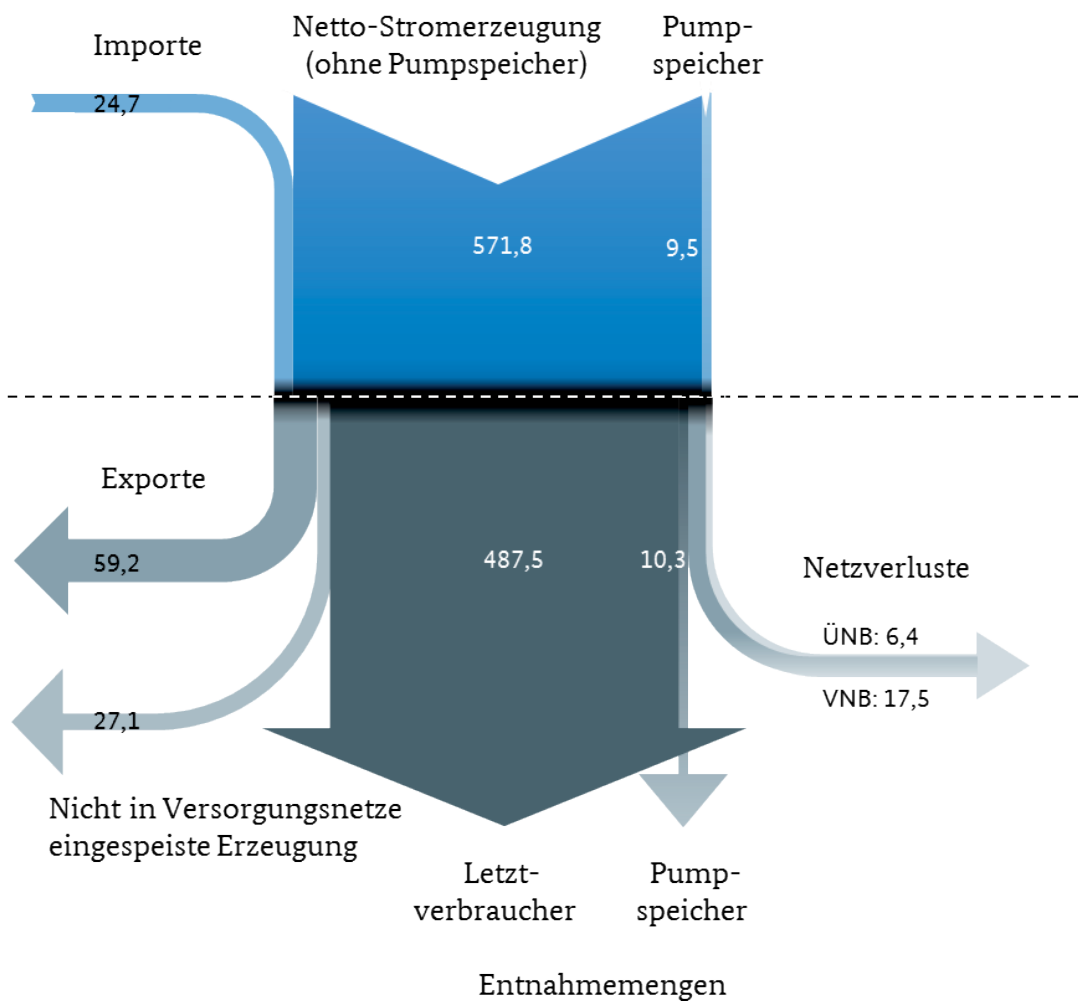 Importe
Netto-Stromerzeugung
(ohne Pumpspeicher)
Pump-
speicher
24,7
571,8
9,5
Exporte
59,2
487,5
10,3
Netzverluste
ÜNB: 6,4
VNB: 17,5
27,1
Nicht in Versorgungsnetze
eingespeiste Erzeugung
Letzt-
verbraucher
Pump-
speicher
Entnahmemengen